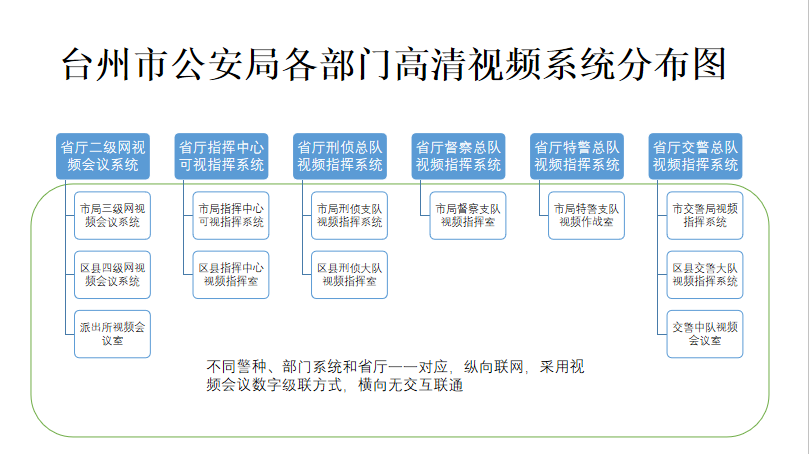 台州市公安局各部门高清视频系统分布图
省厅二级网视
频会议系统
市局三级网视
频会议系统
区县四级网视
频会议系统
派出所视频会
议室
省厅指挥中心
可视指挥系统
市局指挥中心
可视指挥系统
区县指挥中心
视频指挥室
省厅刑侦总队
视频指挥系统
市局刑侦支队
视频指挥系统
区县刑侦大队
视频指挥室
省厅督察总队
视频指挥系统
市局督察支队
视频指挥室
省厅特警总队
视频指挥系统
市局特警支队
视频作战室
省厅交警总队
视频指挥系统
市交警局视频
指挥系统
区县交警大队
视频指挥系统
交警中队视频
会议室
不同警种、部门系统和省厅一一对应，纵向联网，采用视
频会议数字级联方式，横向无交互联通